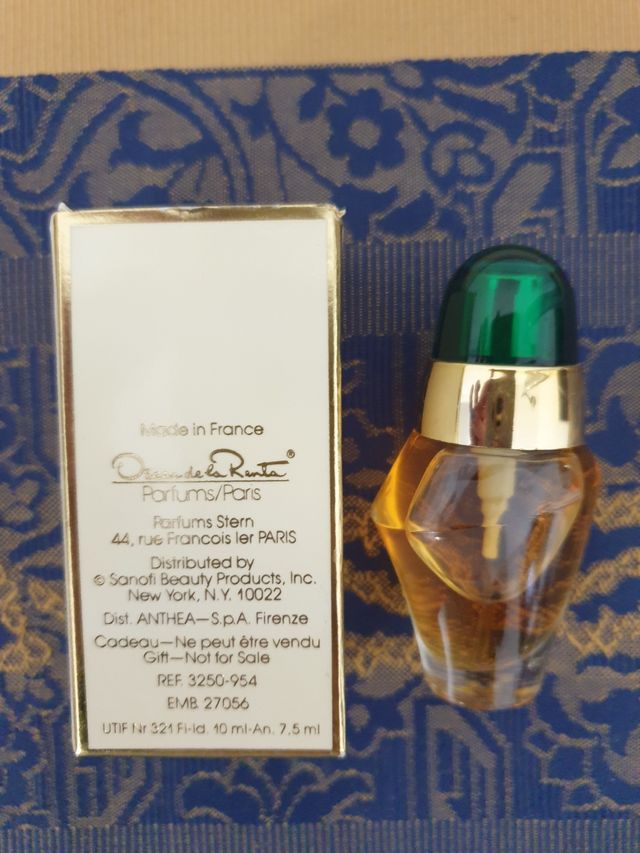 Made in France
Oscar de la Renta®
Parfums/Paris
Parfums Stern
44, rue Francois Ier PARIS
Distributed by
© Sanofi Beauty Products, Inc.
New York, N.Y. 10022
Dist. ANTHEA—S.p.A. Firenze
Cadeau—Ne peut être vendu
Gift—Not for Sale
REF. 3250-954
EMB. 27056
UTIF Nr 321 Fl-Id. 10 ml-An. 7.5 ml